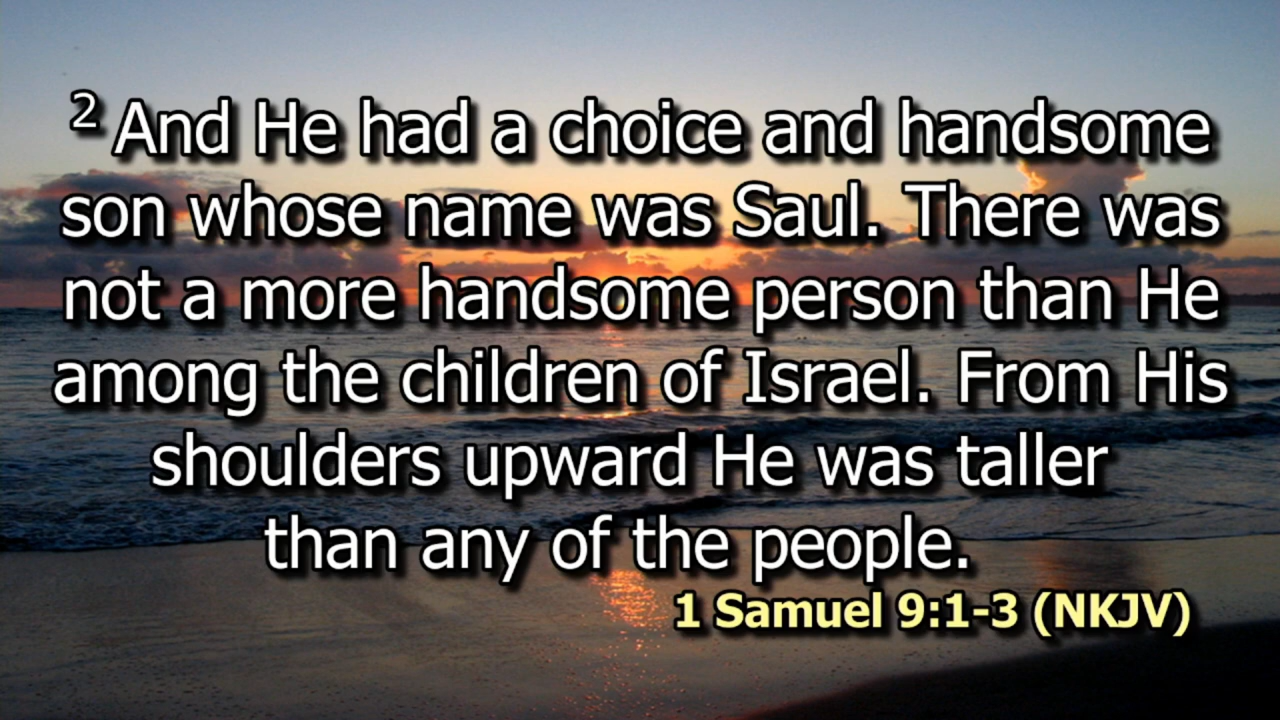 2 And He had a choice and handsome
son whose name was Saul. There was
not a more handsome person than He
among the children of Israel. From His
shoulders upward He was taller
than any of the people.
1 Samuel 9:1-3 (NKJV)